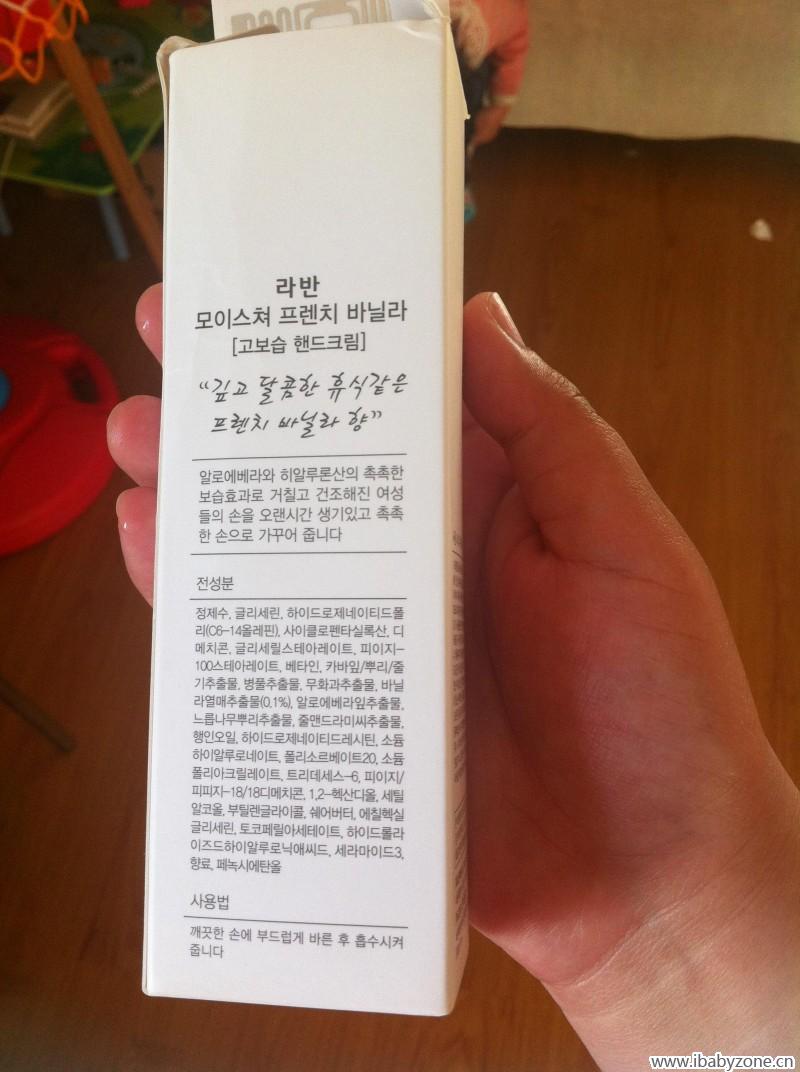 라반
모이스쳐 프렌치 바닐라
[고보습 핸드크림]
“깊고 달콤한 휴식같은
프렌치 바닐라 향”
알로에베라와 히알루론산의 촉촉한
보습효과로 거칠고 건조해진 여성
들의 손을 오랜시간 생기있고 촉촉
한 손으로 가꾸어 줍니다
전성분
정제수, 글리세린, 하이드로제네이티드폴
리(C6-14올레핀), 사이클로펜타실록산, 디
메치콘, 글리세릴스테아레이트, 피이지-
100스테아레이트, 베타인, 카바잎/뿌리/줄
기추출물, 병풀추출물, 무화과추출물, 바닐
라열매추출물(0.1%), 알로에베라잎추출물,
느릅나무뿌리추출물, 줄맨드라미씨추출물,
행인오일, 하이드로제네이티드레시틴, 소듐
하이알루로네이트, 폴리소르베이트20, 소듐
폴리아크릴레이트, 트리데세스-6, 피이지/
피피지-18/18디메치콘, 1,2-헥산디올, 세틸
알코올, 부틸렌글라이콜, 쉐어버터, 에칠헥실
글리세린, 토코페릴아세테이트, 하이드롤라
이즈드하이알루로닉애씨드, 세라마이드3,
향료, 페녹시에탄올
사용법
깨끗한 손에 부드럽게 바른 후 흡수시켜
줍니다
www.ibabyzone.cn